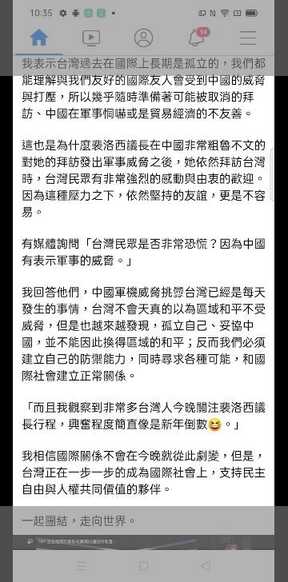 10:35
我表示台灣過去在國際上長期是孤立的，我們都
能理解與我們友好的國際友人會受到中國的威脅
與打壓，所以幾乎隨時準備著可能被取消的拜
訪、中國在軍事恫嚇或是貿易經濟的不友善。
這也是為什麼裴洛西議長在中國非常粗魯不文的
對她的拜訪發出軍事威脅之後，她依然拜訪台灣
時，台灣民眾有非常強烈的感動與由衷的歡迎。
因為這種壓力之下，依然堅持的友誼，更是不容
易。
有媒體詢問「台灣民眾是否非常恐慌？因為中國
有表示軍事的威脅。」
我回答他們，中國軍機威脅挑釁台灣已經是每天
發生的事情，台灣不會天真的以為區域和平不受
威脅，但是也越來越發現，孤立自己、妥協中
國，並不能因此換得區域的和平；反而我們必須
建立自己的防禦能力，同時尋求各種可能，和國
際社會建立正常關係。
「而且我觀察到非常多台灣人今晚關注裴洛西議
長行程，興奮程度簡直像是新年倒數😆。」
我相信國際關係不會在今晚就從此劇變，但是，
台灣正在一步一步的成為國際社會上，支持民主
自由與人權共同價值的夥伴。
一起團結，走向世界。